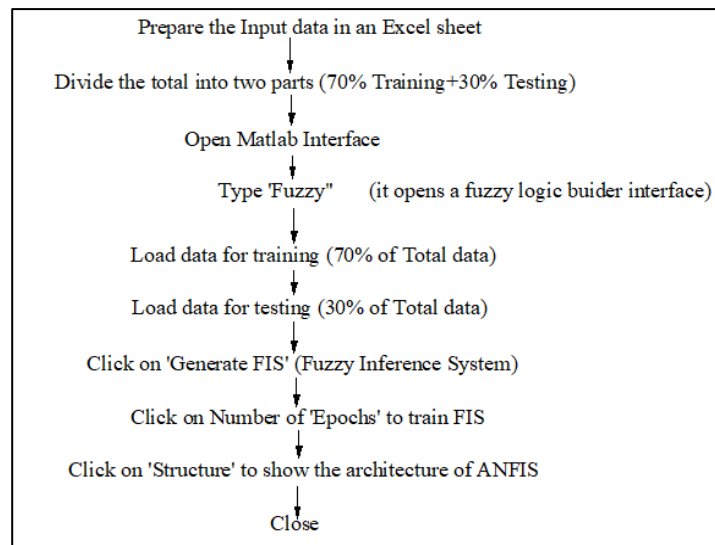 Prepare the Input data in an Excel sheet
Divide the total into two parts (70% Training+30% Testing)
Open Matlab Interface
Type 'Fuzzy" (it opens a fuzzy logic buider interface)
Load data for training (70% of Total data)
Load data for testing (30% of Total data)
Click on 'Generate FIS' (Fuzzy Inference System)
Click on Number of 'Epochs' to train FIS
Click on 'Structure' to show the architecture of ANFIS
Close